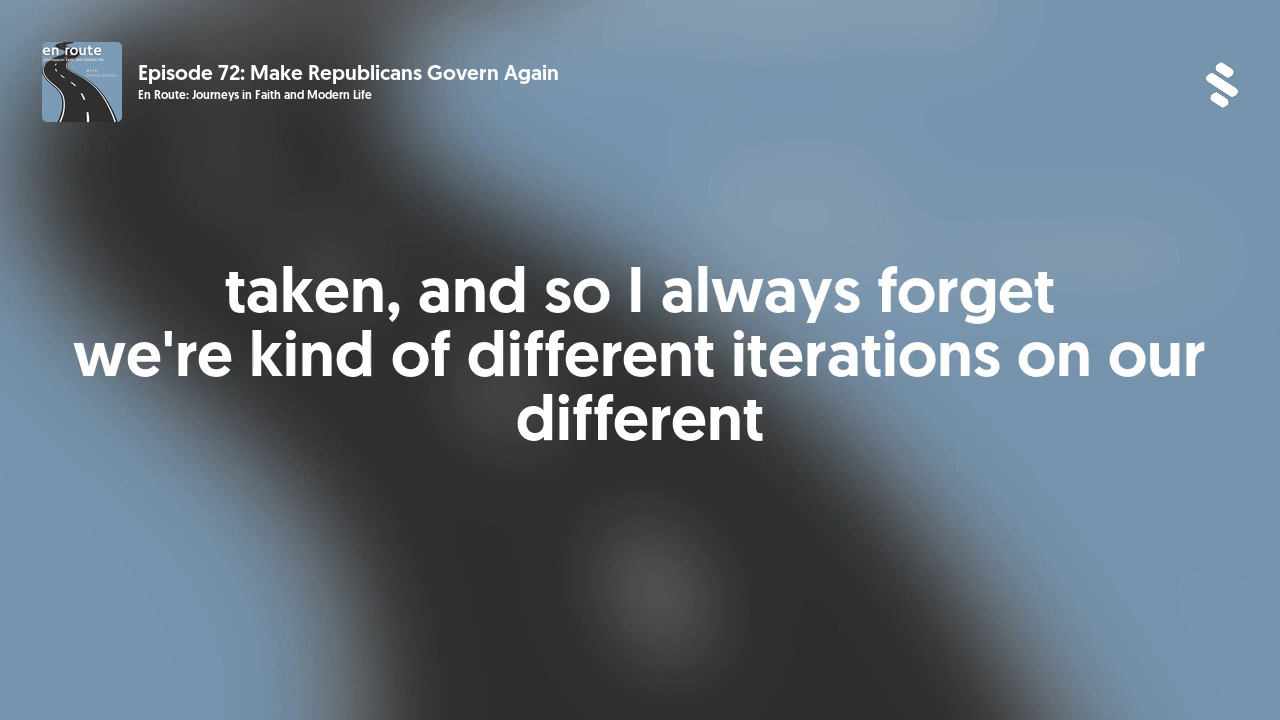 en route
Episode 72: Make Republicans Govern Again
En Route: Journeys in Faith and Modern Life
taken, and so I always forget
we're kind of different iterations on our
different